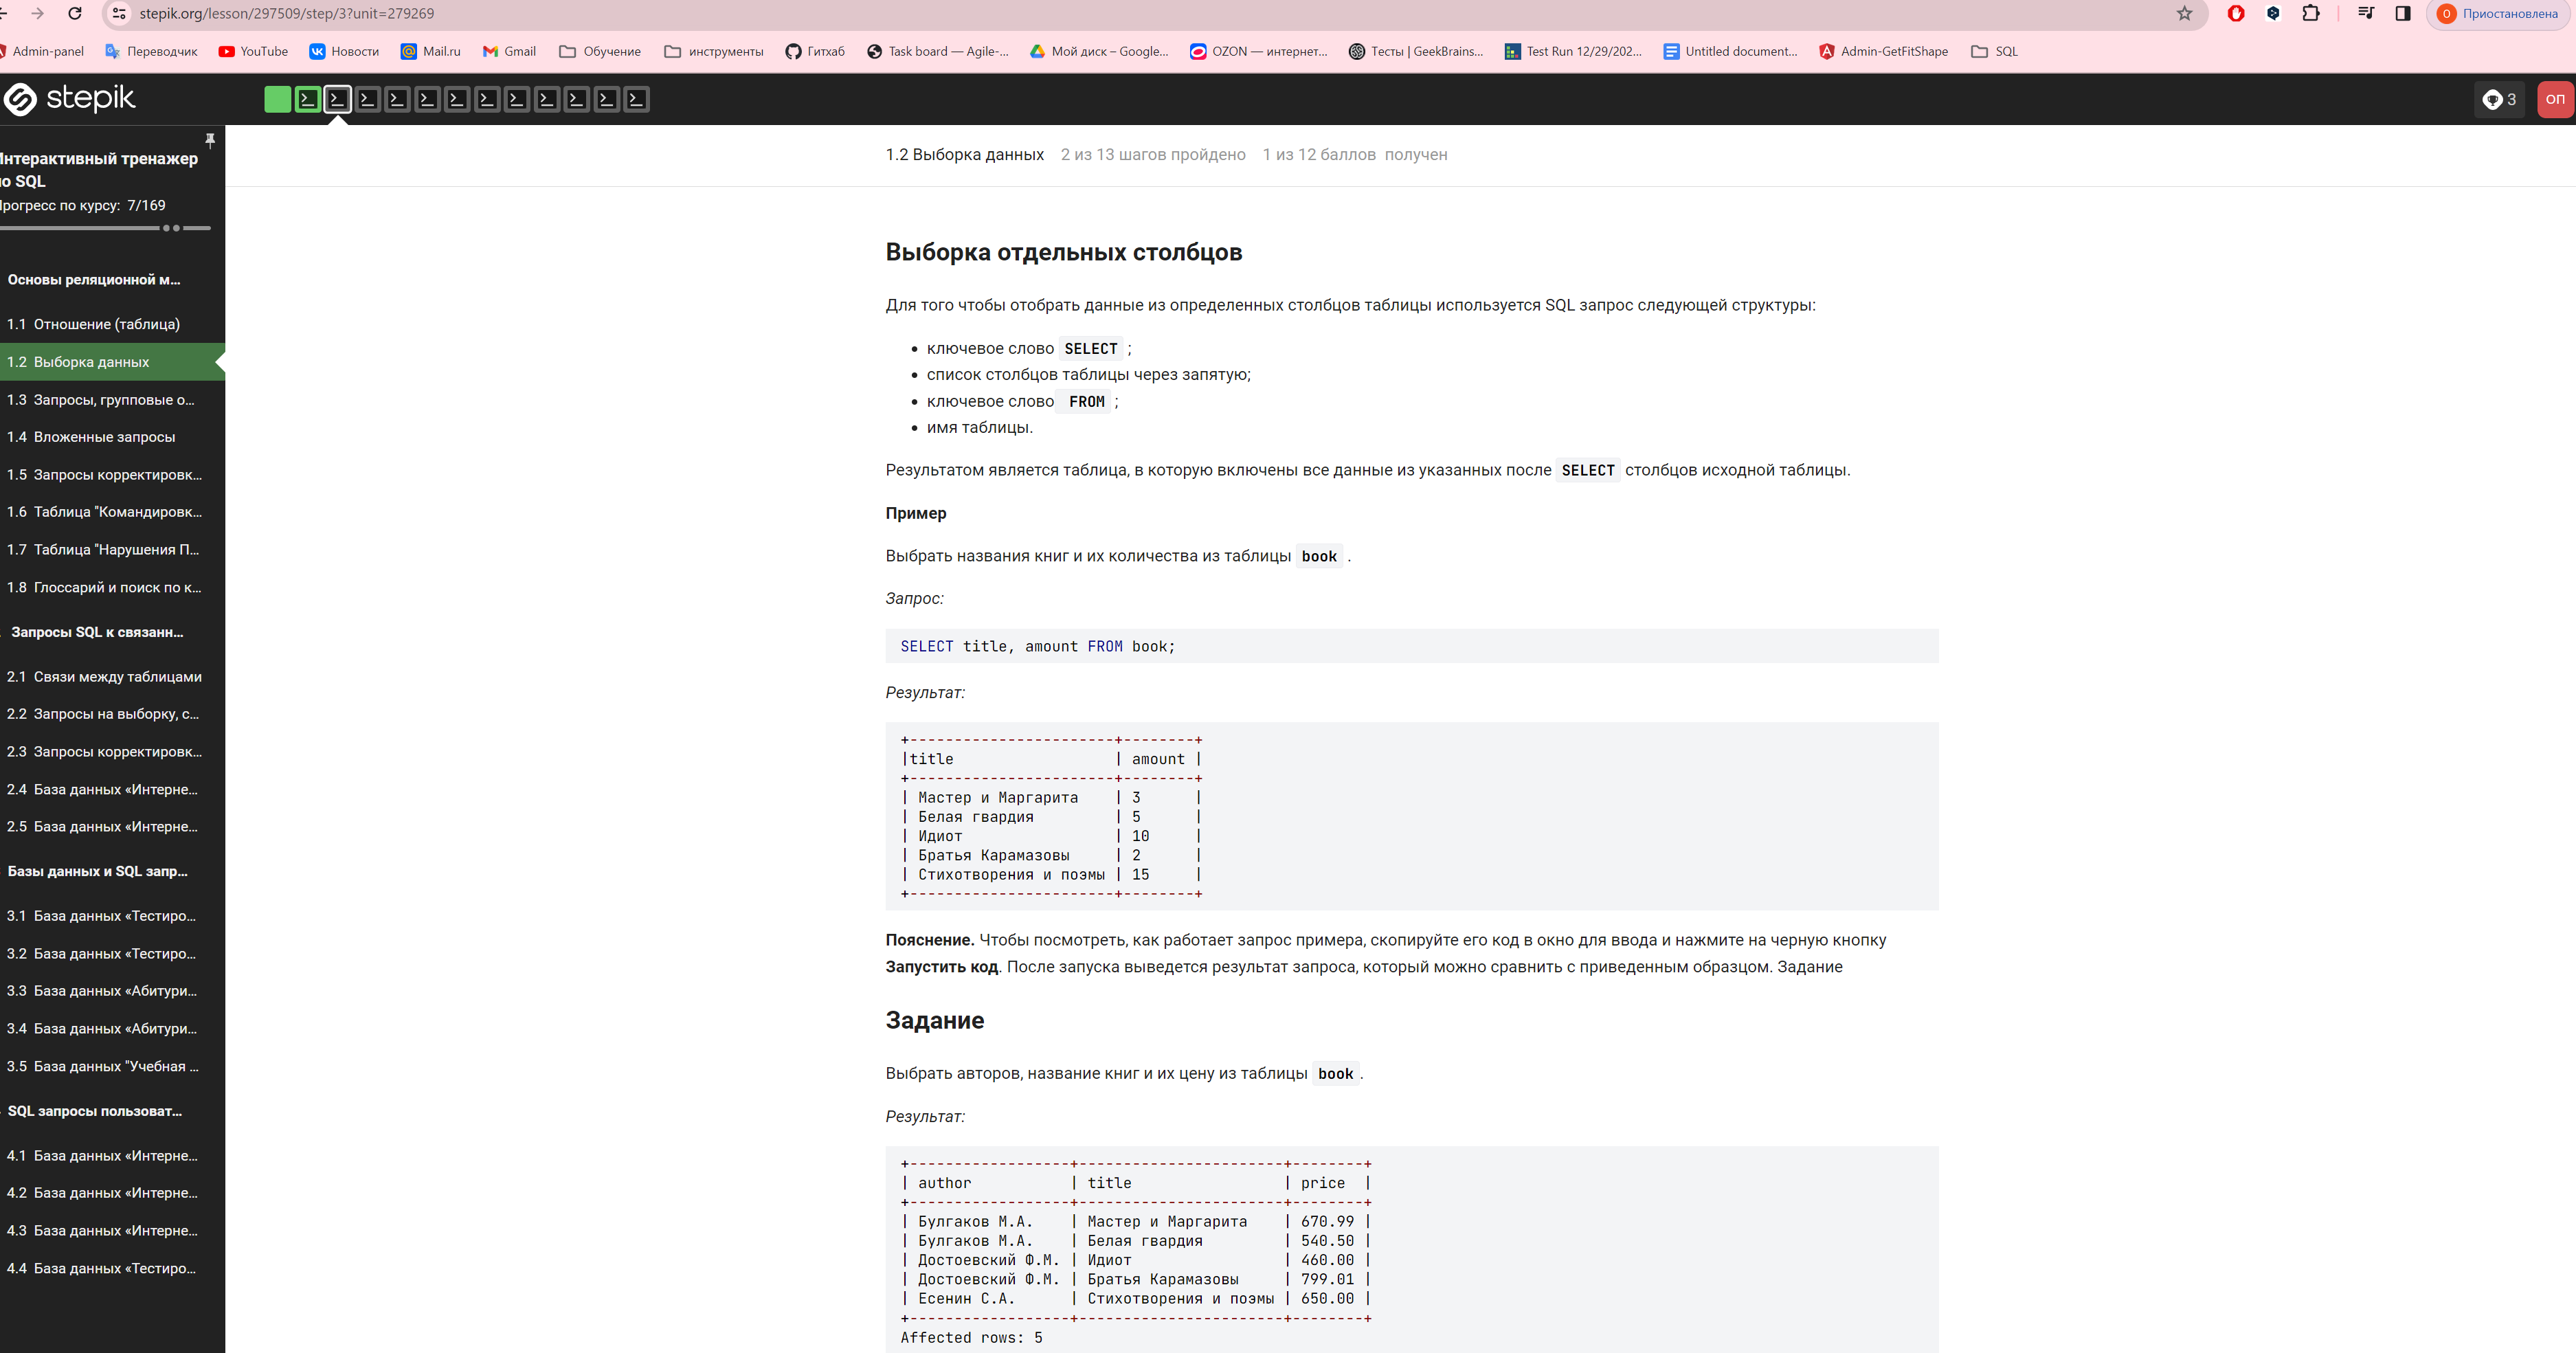 stepik.org/lesson/297509/step/3?unit=279269
Приостановлена
Admin-panel Переводчик YouTube Новости Mail.ru Gmail Обучение инструменты Гитхаб Task board — Agile-... Мой диск – Google... OZON — интернет... Тесты | GeekBrains... Test Run 12/29/202... Untitled document... Admin-GetFitShape SQL
stepik
3
ОП
1.2 Выборка данных 2 из 13 шагов пройдено 1 из 12 баллов получен
Интерактивный тренажер
по SQL
Прогресс по курсу: 7/169
Основы реляционной м...
1.1 Отношение (таблица)
1.2 Выборка данных
1.3 Запросы, групповые о...
1.4 Вложенные запросы
1.5 Запросы корректировк...
1.6 Таблица "Командировк...
1.7 Таблица "Нарушения П...
1.8 Глоссарий и поиск по к...
Запросы SQL к связанн...
2.1 Связи между таблицами
2.2 Запросы на выборку, с...
2.3 Запросы корректировк...
2.4 База данных «Интерне...
2.5 База данных «Интерне...
Базы данных и SQL запр...
3.1 База данных «Тестиро...
3.2 База данных «Тестиро...
3.3 База данных «Абитури...
3.4 База данных «Абитури...
3.5 База данных "Учебная ...
SQL запросы пользоват...
4.1 База данных «Интерне...
4.2 База данных «Интерне...
4.3 База данных «Интерне...
4.4 База данных «Тестиро...
Выборка отдельных столбцов
Для того чтобы отобрать данные из определенных столбцов таблицы используется SQL запрос следующей структуры:
• ключевое слово SELECT ;
• список столбцов таблицы через запятую;
• ключевое слово FROM ;
• имя таблицы.
Результатом является таблица, в которую включены все данные из указанных после SELECT столбцов исходной таблицы.
Пример
Выбрать названия книг и их количества из таблицы book .
Запрос:
SELECT title, amount FROM book;
Результат:
+-----------------------+--------+
|title                  | amount |
+-----------------------+--------+
| Мастер и Маргарита    | 3      |
| Белая гвардия         | 5      |
| Идиот                 | 10     |
| Братья Карамазовы     | 2      |
| Стихотворения и поэмы | 15     |
+-----------------------+--------+
Пояснение. Чтобы посмотреть, как работает запрос примера, скопируйте его код в окно для ввода и нажмите на черную кнопку
Запустить код. После запуска выведется результат запроса, который можно сравнить с приведенным образцом. Задание
Задание
Выбрать авторов, название книг и их цену из таблицы book .
Результат:
+------------------+-----------------------+--------+
| author           | title                 | price  |
+------------------+-----------------------+--------+
| Булгаков М.А.    | Мастер и Маргарита    | 670.99 |
| Булгаков М.А.    | Белая гвардия         | 540.50 |
| Достоевский Ф.М. | Идиот                 | 460.00 |
| Достоевский Ф.М. | Братья Карамазовы     | 799.01 |
| Есенин С.А.      | Стихотворения и поэмы | 650.00 |
+------------------+-----------------------+--------+
Affected rows: 5